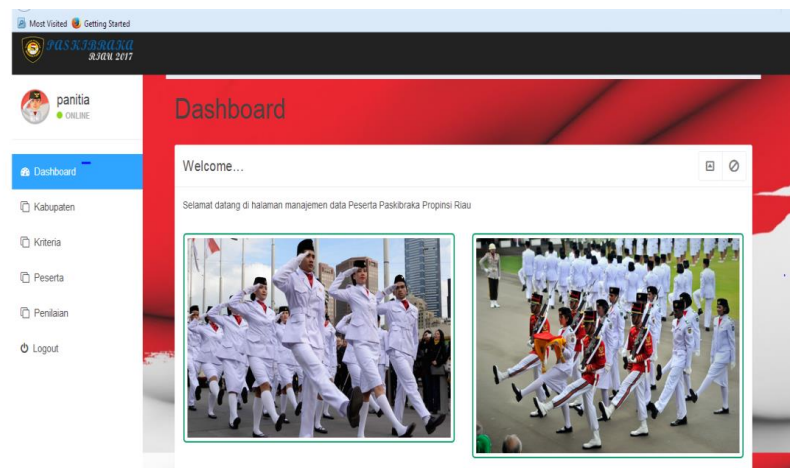 Most Visited Getting Started
PASKIBRAKA
RIAU 2017
panitia
ONLINE
Dashboard
Kabupaten
Kriteria
Peserta
Penilaian
Logout
Dashboard
Welcome...
Selamat datang di halaman manajemen data Peserta Paskibraka Propinsi Riau